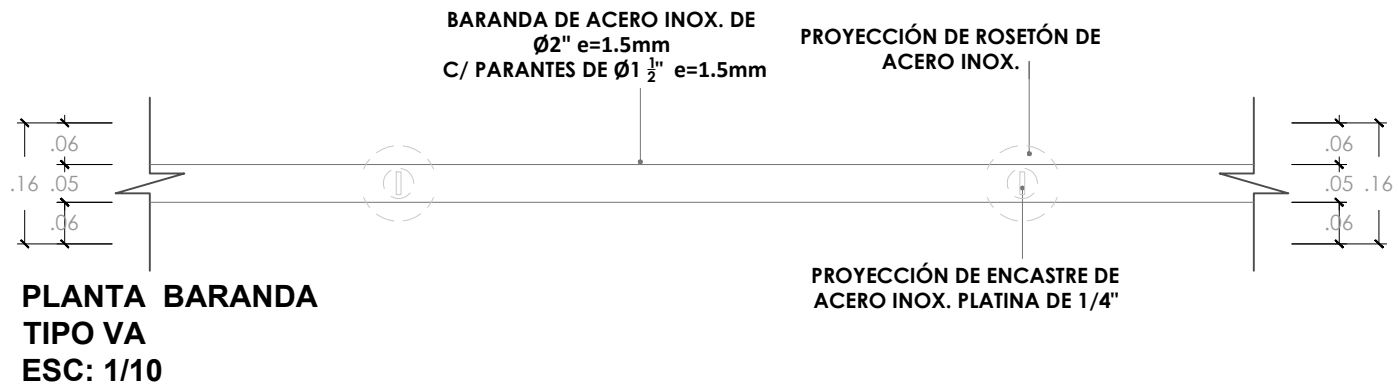 BARANDA DE ACERO INOX. DE
Ø2" e=1.5mm
C/ PARANTES DE Ø1 ½" e=1.5mm
PROYECCIÓN DE ROSETÓN DE
ACERO INOX.
.06
.16 .05
.06
.06
.05 .16
.06
PROYECCIÓN DE ENCASTRE DE
ACERO INOX. PLATINA DE 1/4"
PLANTA BARANDA
TIPO VA
ESC: 1/10